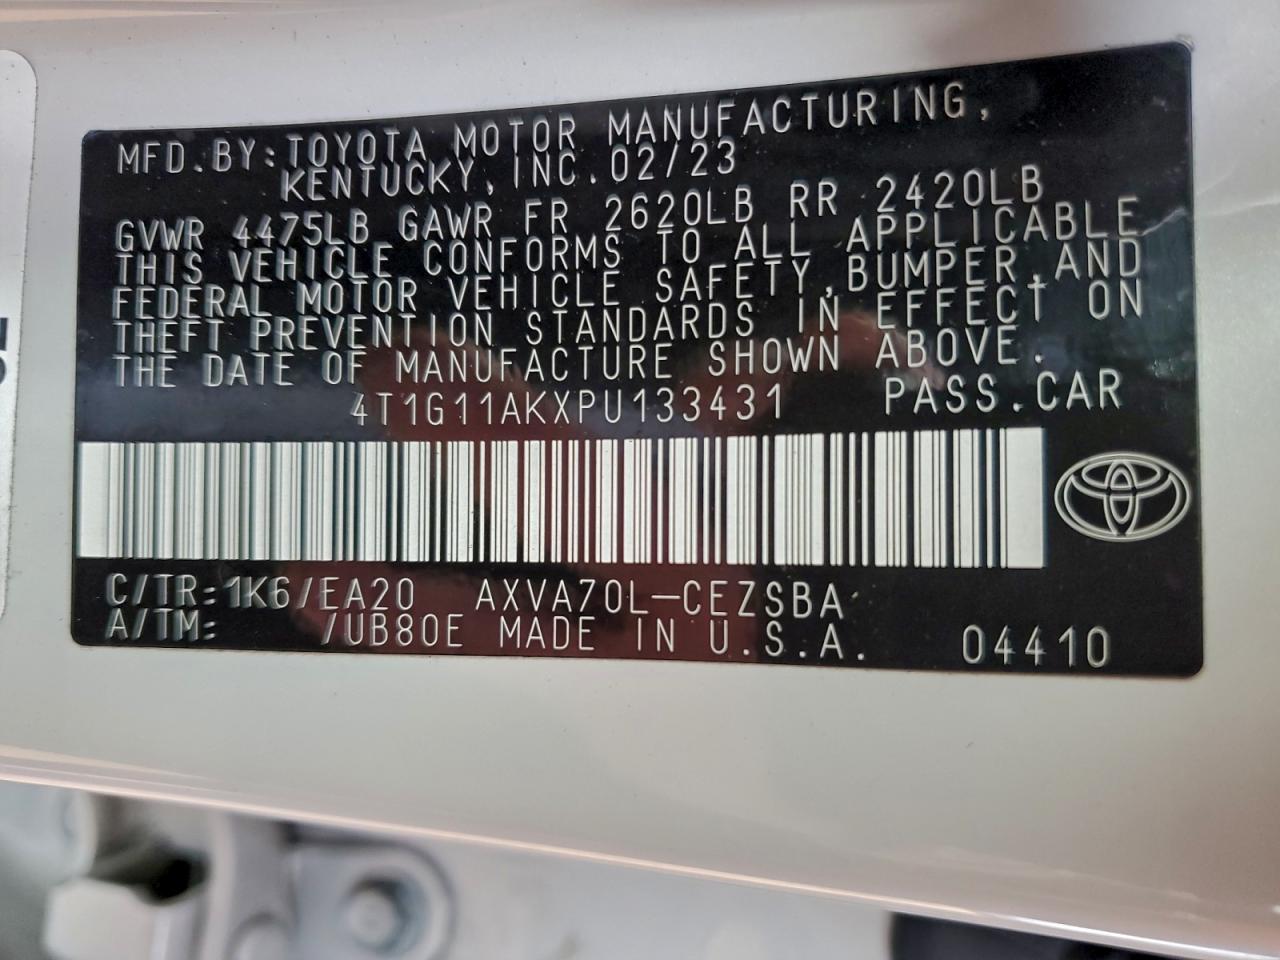 MFD.BY:TOYOTA MOTOR MANUFACTURING,
KENTUCKY, INC. 02/23
GVWR 4475LB GAWR FR 2620LB RR 2420LB
THIS VEHICLE CONFORMS TO ALL APPLICABLE
FEDERAL MOTOR VEHICLE SAFETY,BUMPER,AND
THEFT PREVENTION STANDARDS IN EFFECT ON
THE DATE OF MANUFACTURE SHOWN ABOVE.
4T1G11AKXPU133431 PASS.CAR
C/TR:1K6/EA20 AXVA70L-CEZSBA
A/TM: /UB80E MADE IN U.S.A. 04410